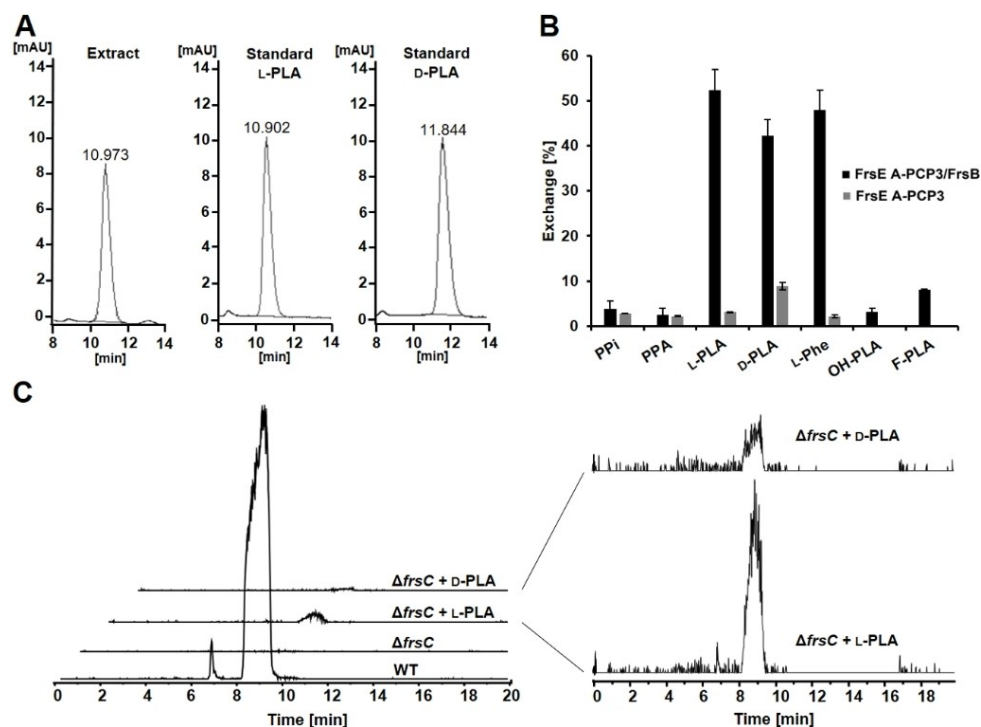 A
[mAU] Extract
14
12
10
8
6
4
2
0
10.973
8 10 12 14
[min]
[mAU] Standard
L-PLA
14
12
10
8
6
4
2
0
10.902
8 10 12 14
[min]
[mAU] Standard
D-PLA
14
12
10
8
6
4
2
0
11.844
8 10 12 14
[min]
B
Exchange [%]
60
50
40
30
20
10
0
PPi PPA L-PLA D-PLA L-Phe OH-PLA F-PLA
FrsE A-PCP3/FrsB
FrsE A-PCP3
C
ΔfrsC + D-PLA
ΔfrsC + L-PLA
ΔfrsC
WT
0 2 4 6 8 10 12 14 16 18 20
Time [min]
ΔfrsC + D-PLA
ΔfrsC + L-PLA
0 2 4 6 8 10 12 14 16 18
Time [min]